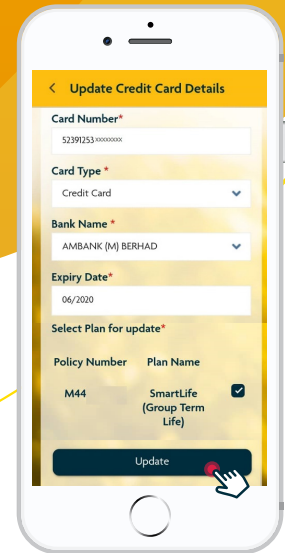 Update Credit Card Details
Card Number*
52391253xxxxxxxx
Card Type *
Credit Card
Bank Name *
AMBANK (M) BERHAD
Expiry Date*
06/2020
Select Plan for update*
Policy Number Plan Name
M44 SmartLife
(Group Term
Life)
Update